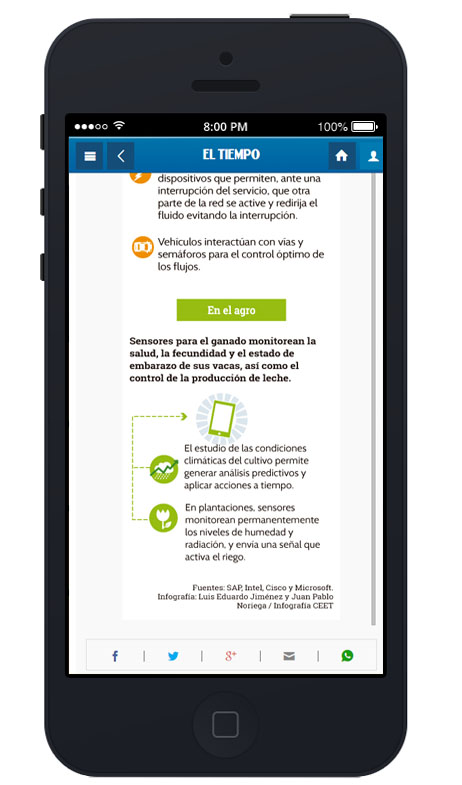 8:00 PM
100%
EL TIEMPO
dispositivos que permiten, ante una
interrupción del servicio, que otra
parte de la red se active y redirija el
fluido evitando la interrupción.
Vehículos interactúan con vías y
semáforos para el control óptimo de
los flujos.
En el agro
Sensores para el ganado monitorean la
salud, la fecundidad y el estado de
embarazo de sus vacas, así como el
control de la producción de leche.
El estudio de las condiciones
climáticas del cultivo permite
generar análisis predictivos y
aplicar acciones a tiempo.
En plantaciones, sensores
monitorean permanentemente
los niveles de humedad y
radiación, y envía una señal que
activa el riego.
Fuentes: SAP, Intel, Cisco y Microsoft.
Infografía: Luis Eduardo Jiménez y Juan Pablo
Noriega / Infografía CEET